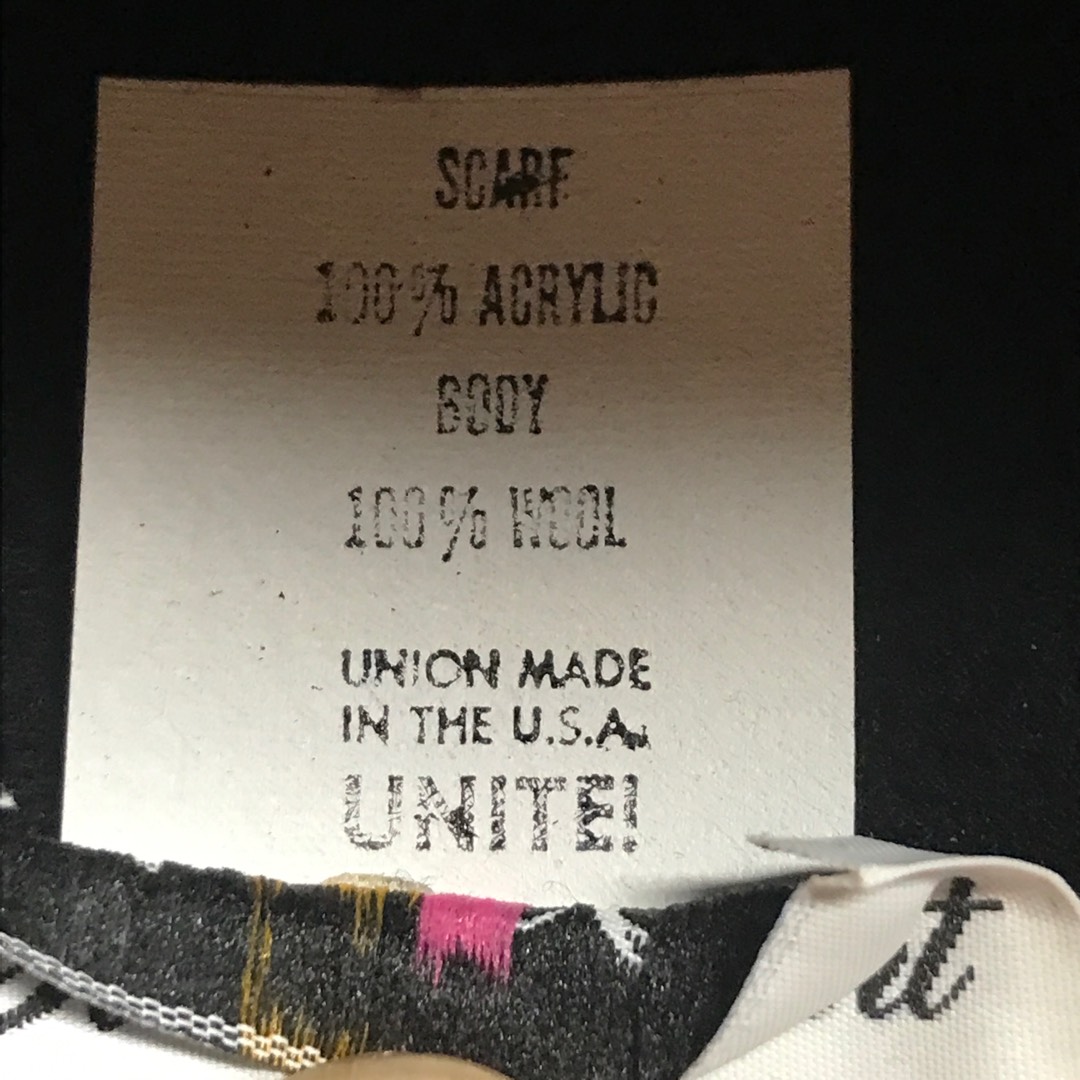 SCARF
100% ACRYLIC
BODY
100% WOOL
UNION MADE
IN THE U.S.A.
UNITE!